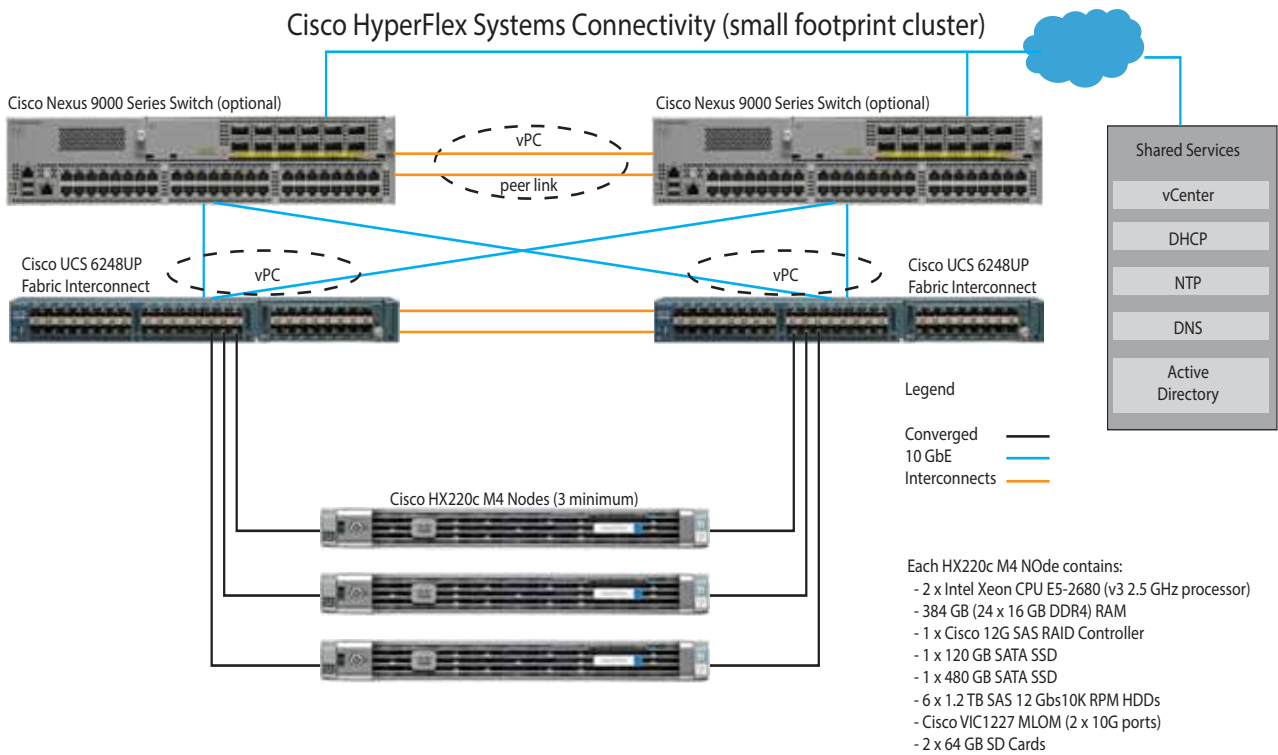 Cisco HyperFlex Systems Connectivity (small footprint cluster)
Cisco Nexus 9000 Series Switch (optional)
Cisco Nexus 9000 Series Switch (optional)
vPC
peer link
Shared Services
vCenter
DHCP
NTP
DNS
Active
Directory
Cisco UCS 6248UP
Fabric Interconnect
vPC
vPC
Cisco UCS 6248UP
Fabric Interconnect
Legend
Converged
10 GbE
Interconnects
Cisco HX220c M4 Nodes (3 minimum)
Each HX220c M4 NOde contains:
- 2 x Intel Xeon CPU E5-2680 (v3 2.5 GHz processor)
- 384 GB (24 x 16 GB DDR4) RAM
- 1 x Cisco 12G SAS RAID Controller
- 1 x 120 GB SATA SSD
- 1 x 480 GB SATA SSD
- 6 x 1.2 TB SAS 12 Gbs10K RPM HDDs
- Cisco VIC1227 MLOM (2 x 10G ports)
- 2 x 64 GB SD Cards